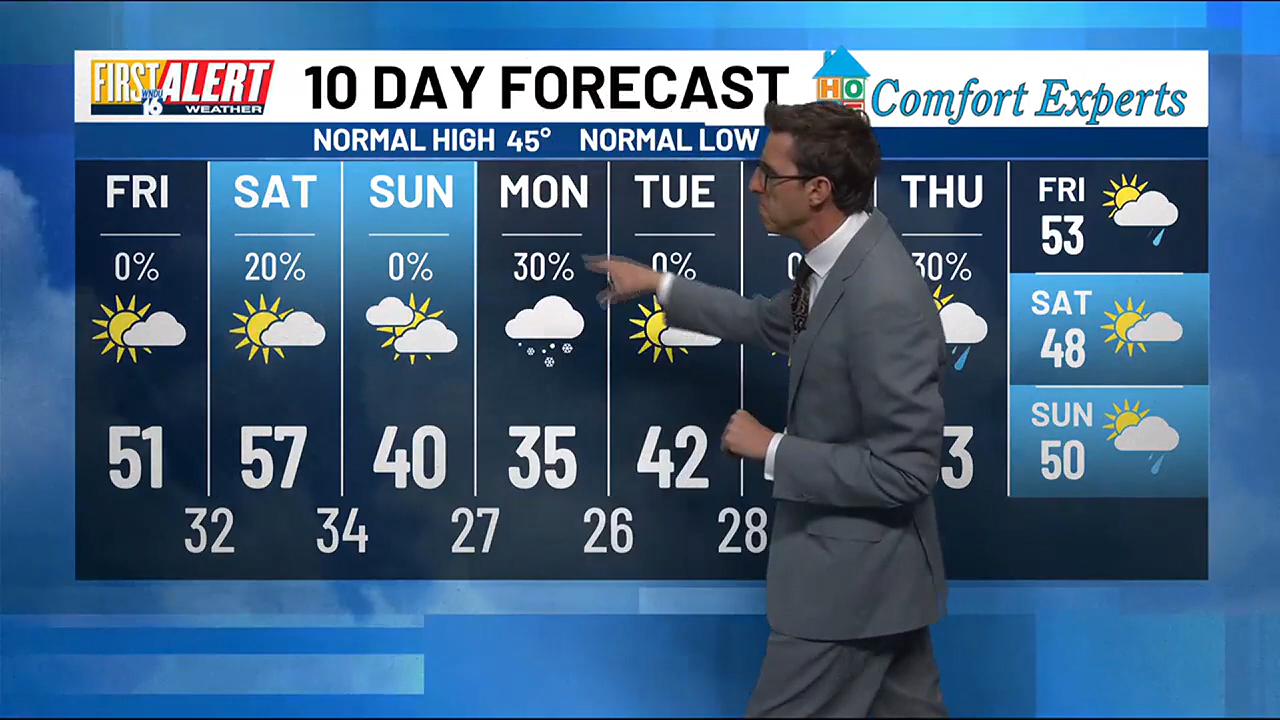 FIRST ALERT
WNDU
16
WEATHER
10 DAY FORECAST
HO
Comfort Experts
NORMAL HIGH 45° NORMAL LOW
FRI SAT SUN MON TUE THU
0% 20% 0% 30% 0% 30%
51 57 40 35 42
32 34 27 26 28
FRI
53
SAT
48
SUN
50